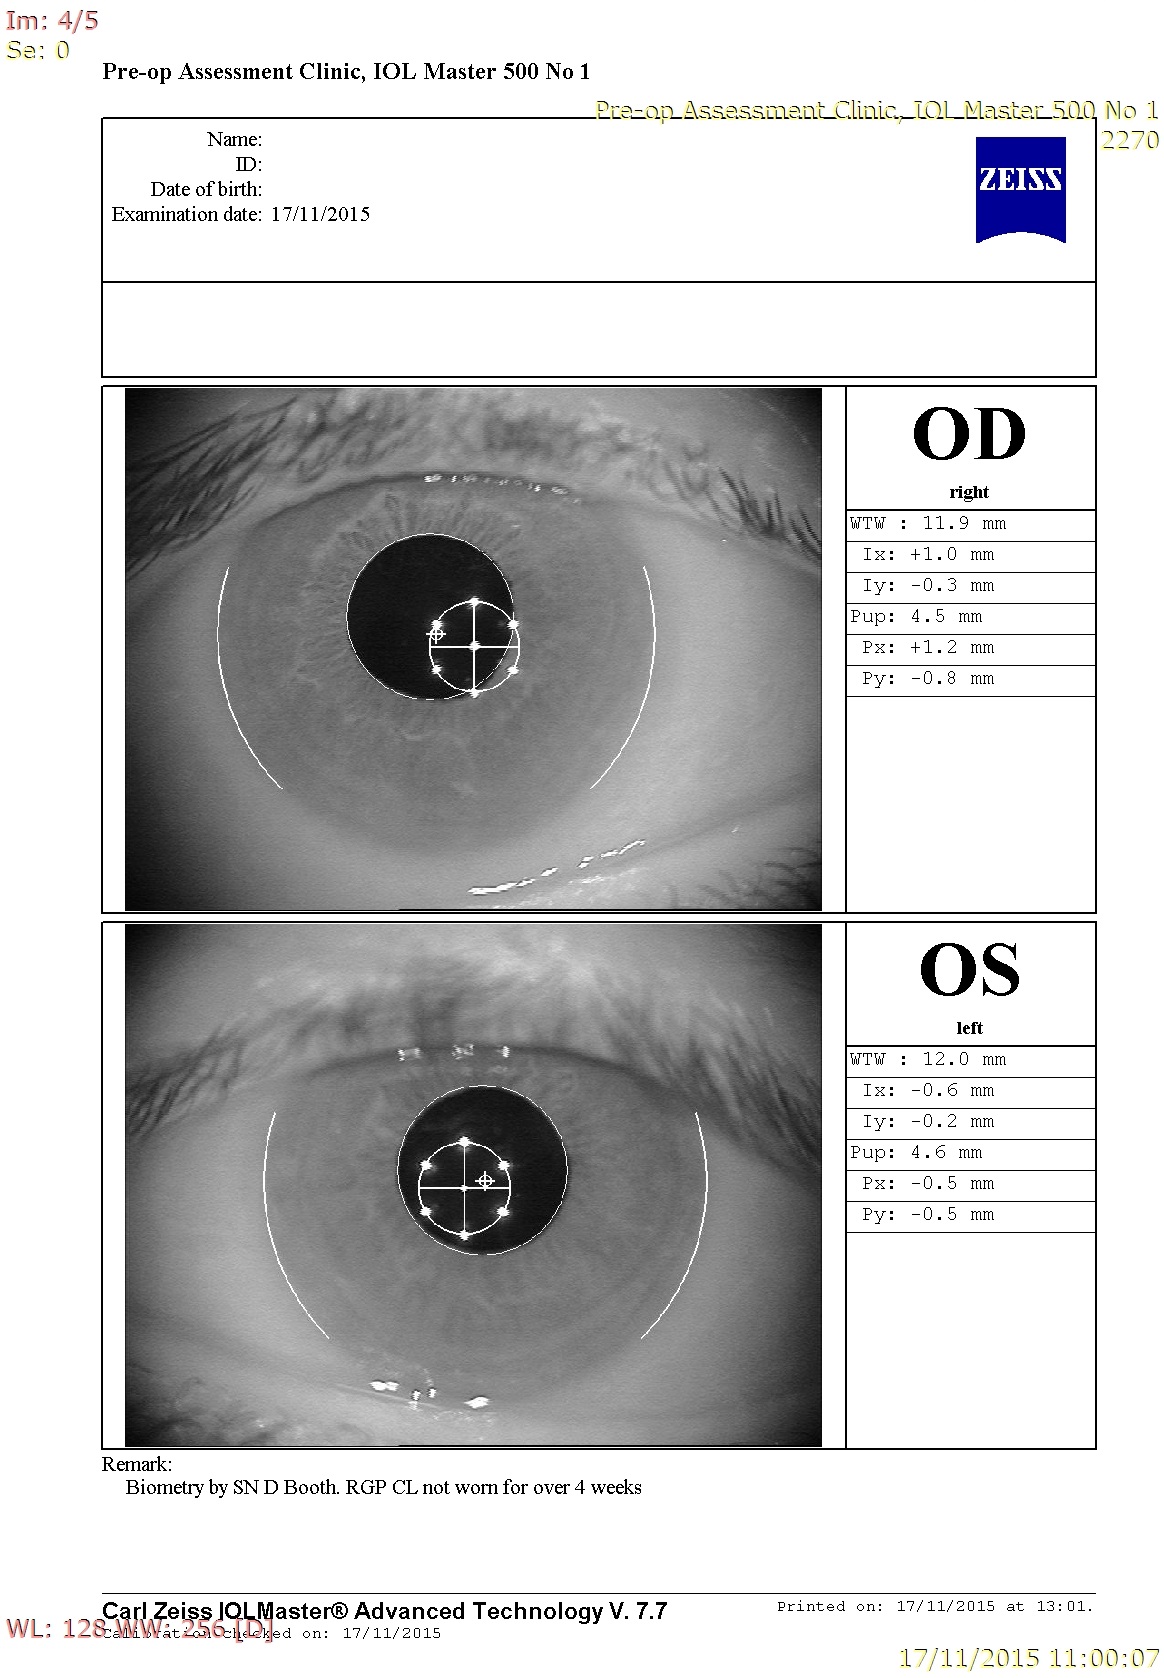 Im: 4/5
Se: 0
Pre-op Assessment Clinic, IOL Master 500 No 1
Pre-op Assessment Clinic, IOL Master 500 No 1
2270
Name:
ID:
Date of birth:
Examination date: 17/11/2015
ZEISS
OD
right
WTW : 11.9 mm
Ix: +1.0 mm
Iy: -0.3 mm
Pup: 4.5 mm
Px: +1.2 mm
Py: -0.8 mm
OS
left
WTW : 12.0 mm
Ix: -0.6 mm
Iy: -0.2 mm
Pup: 4.6 mm
Px: -0.5 mm
Py: -0.5 mm
Remark:
Biometry by SN D Booth. RGP CL not worn for over 4 weeks
Carl Zeiss IOLMaster® Advanced Technology V. 7.7
Printed on: 17/11/2015 at 13:01.
WL: 128 WW: 256 [D]
Calibration checked on: 17/11/2015
17/11/2015 11:00:07